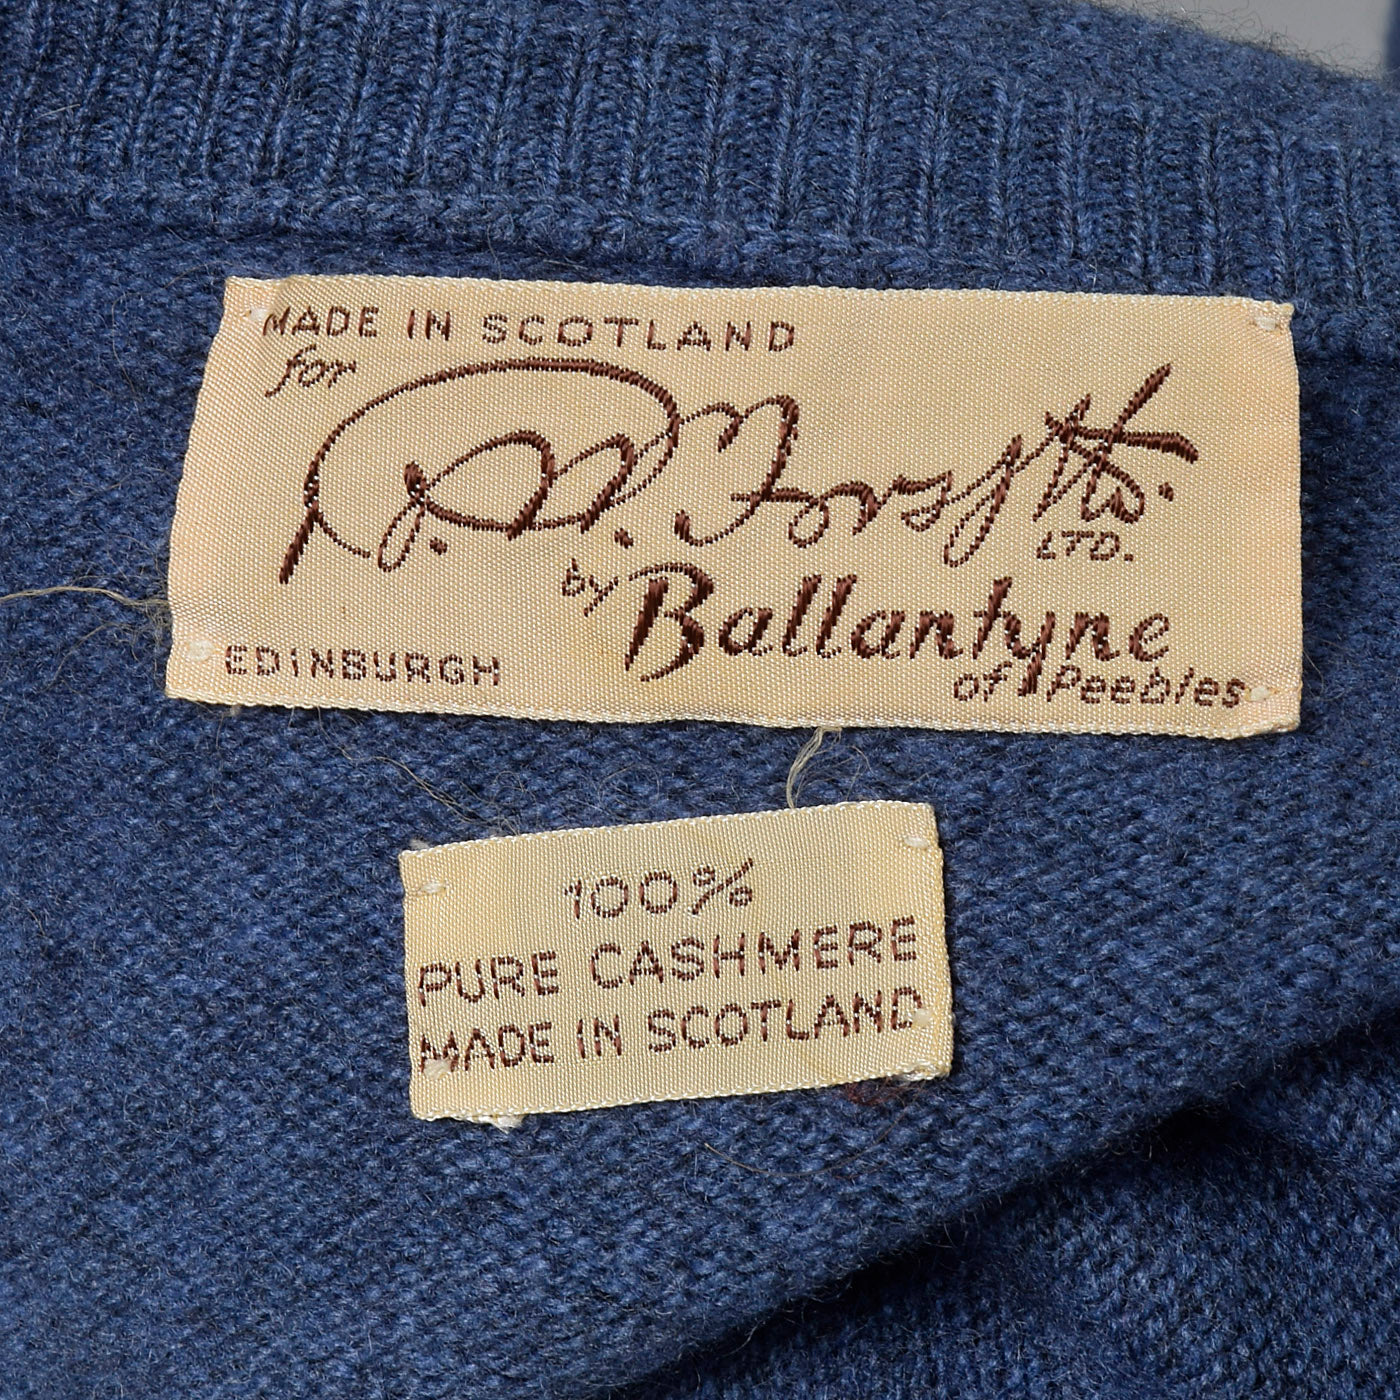 MADE IN SCOTLAND
for
R. W. Forsyth
LTD.
by Ballantyne
of Peebles
EDINBURGH
100%
PURE CASHMERE
MADE IN SCOTLAND